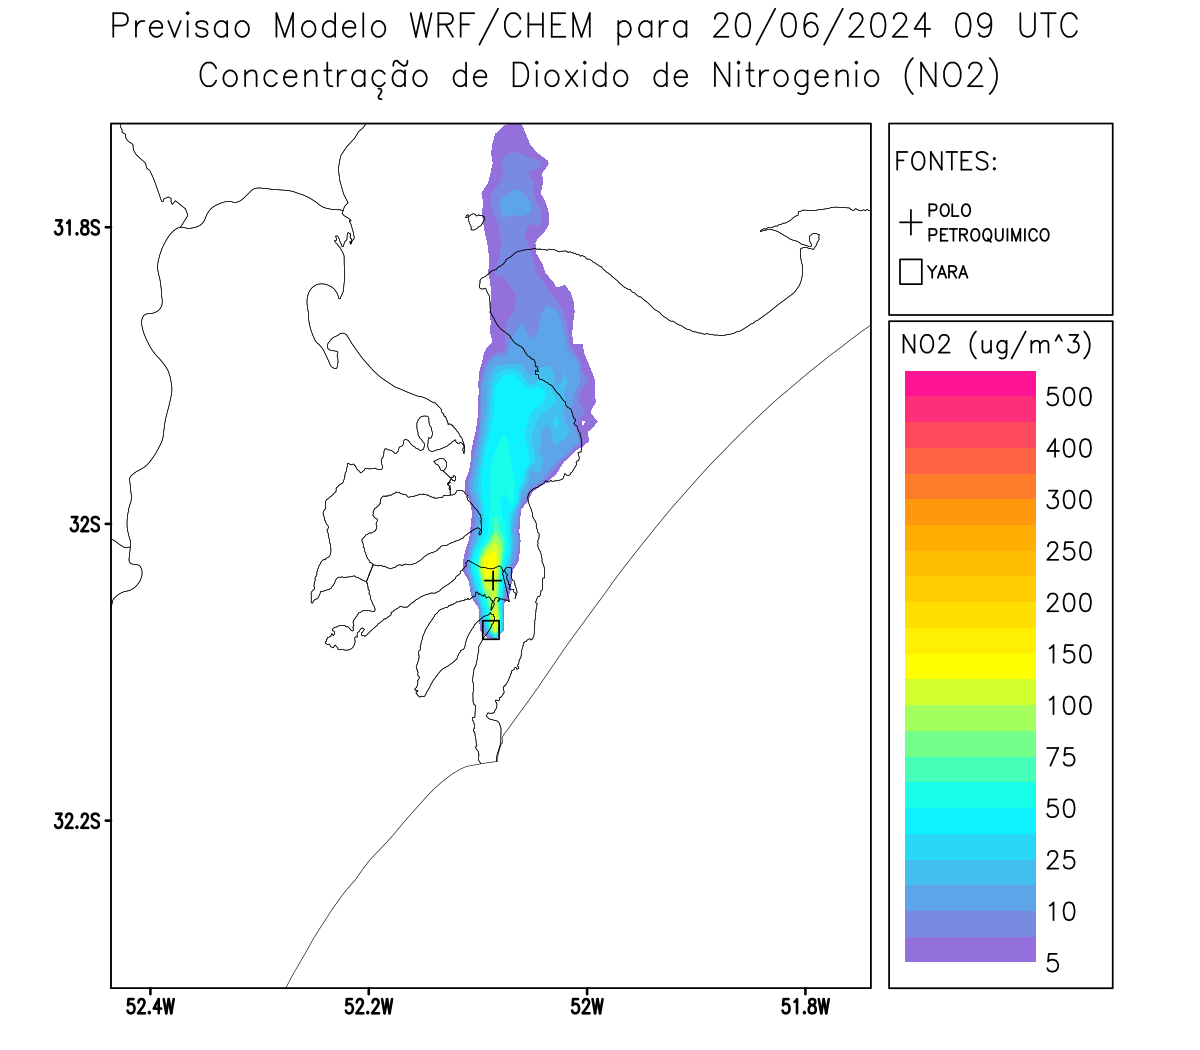 Previsao Modelo WRF/CHEM para 20/06/2024 09 UTC
Concentração de Dioxido de Nitrogenio (NO2)
FONTES:
POLO
PETROQUIMICO
YARA
31.8S
32S
32.2S
52.4W
52.2W
52W
51.8W
NO2 (ug/m^3)
500
400
300
250
200
150
100
75
50
25
10
5